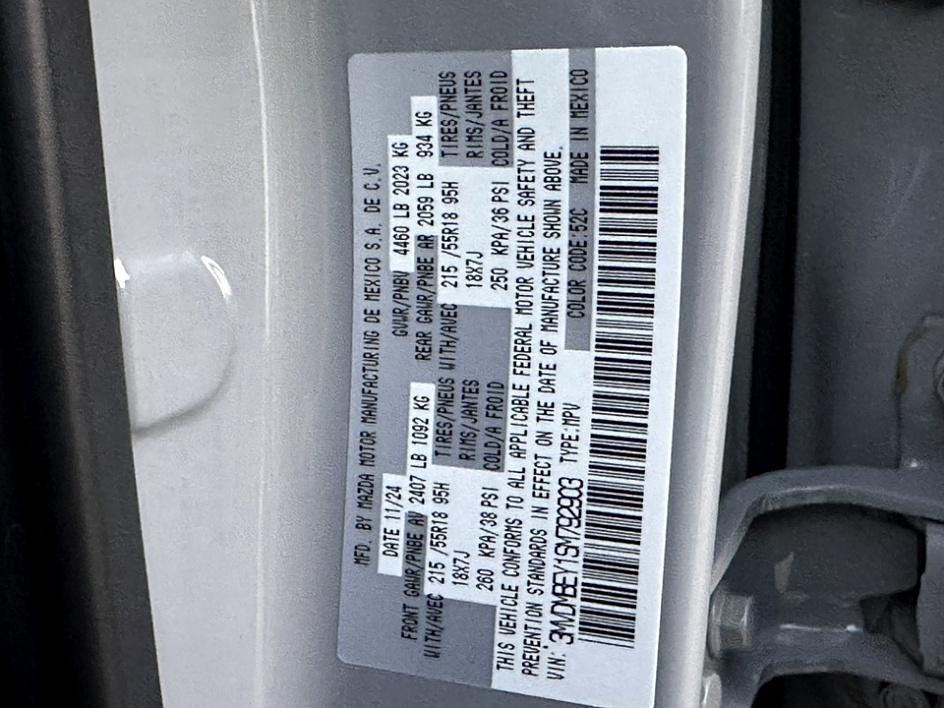 MFD. BY MAZDA MOTOR MANUFACTURING DE MEXICO S.A. DE C.V.
DATE 11/24 GVWR/PNBV 4460 LB 2023 KG
FRONT GAWR/PNBE AV 2407 LB 1092 KG REAR GAWR/PNBE AR 2059 LB 934 KG
WITH/AVEC 215 /55R18 95H TIRES/PNEUS WITH/AVEC 215 /55R18 95H TIRES/PNEUS
18X7J RIMS/JANTES 18X7J RIMS/JANTES
260 KPA/38 PSI COLD/A FROID 250 KPA/36 PSI COLD/A FROID
THIS VEHICLE CONFORMS TO ALL APPLICABLE FEDERAL MOTOR VEHICLE SAFETY AND THEFT
PREVENTION STANDARDS IN EFFECT ON THE DATE OF MANUFACTURE SHOWN ABOVE.
VIN: 3MVDMBEY1SM792903 TYPE:MPV COLOR CODE:52C MADE IN MEXICO